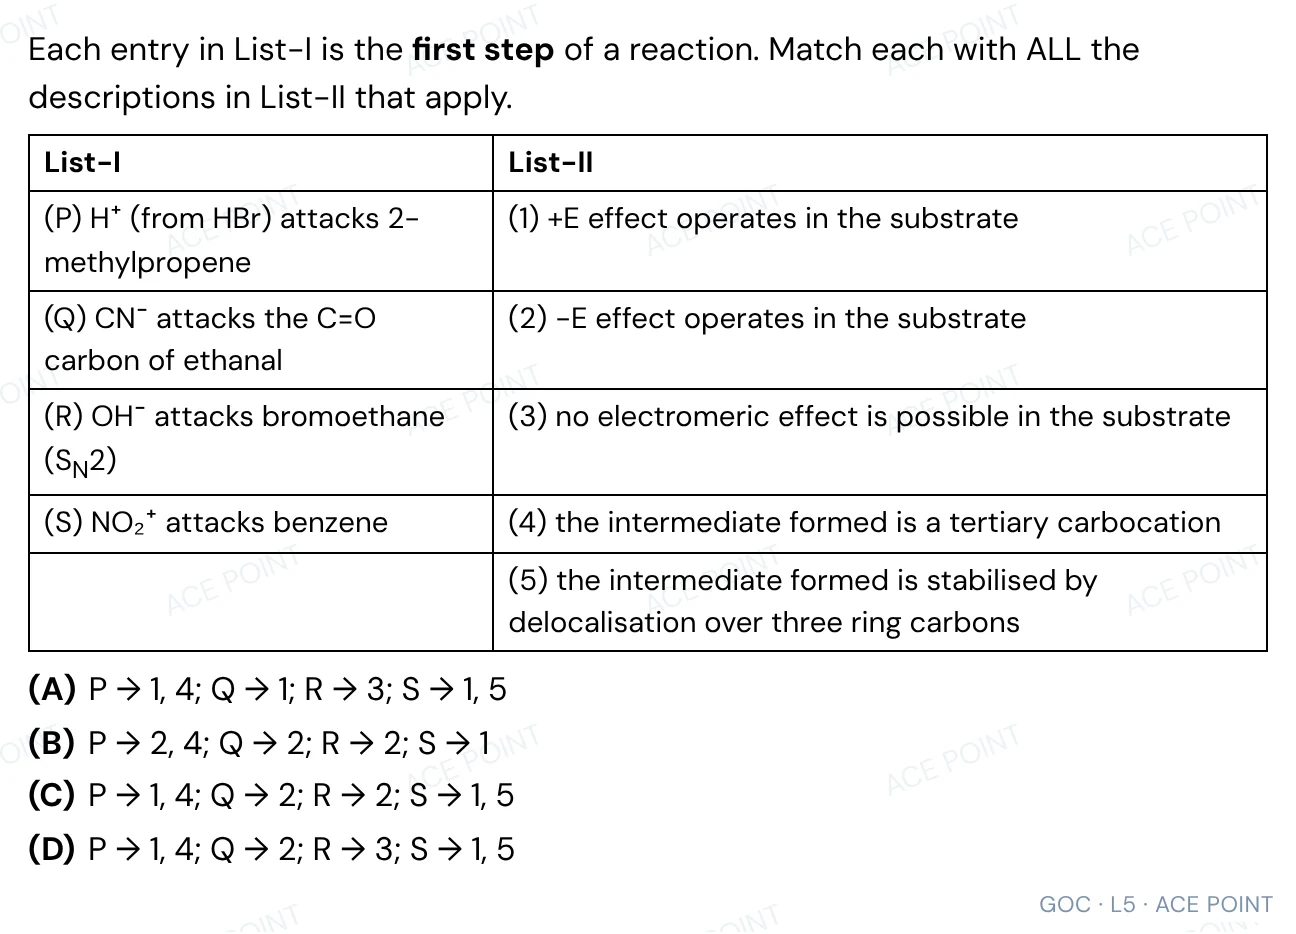 Each entry in List-I is the first step of a reaction. Match each with ALL the
descriptions in List-II that apply.
List-I
List-II
(P) H⁺ (from HBr) attacks 2-
methylpropene
(1) +E effect operates in the substrate
(Q) CN⁻ attacks the C=O
carbon of ethanal
(2) -E effect operates in the substrate
(R) OH⁻ attacks bromoethane
(S_N2)
(3) no electromeric effect is possible in the substrate
(S) NO₂⁺ attacks benzene
(4) the intermediate formed is a tertiary carbocation
(5) the intermediate formed is stabilised by
delocalisation over three ring carbons
(A) P → 1, 4; Q → 1; R → 3; S → 1, 5
(B) P → 2, 4; Q → 2; R → 2; S → 1
(C) P → 1, 4; Q → 2; R → 2; S → 1, 5
(D) P → 1, 4; Q → 2; R → 3; S → 1, 5
GOC · L5 · ACE POINT